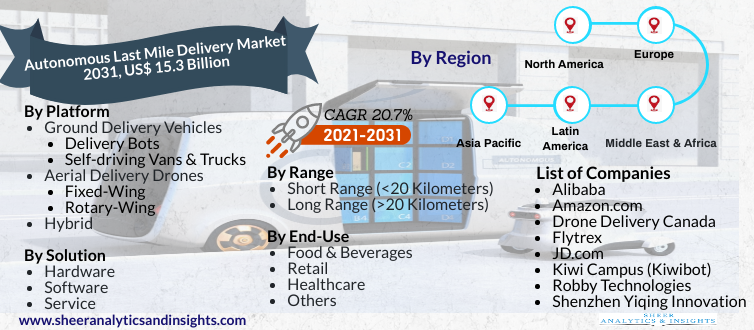 Autonomous Last Mile Delivery Market
2031, US$ 15.3 Billion
By Region
North America
Europe
Asia Pacific
Latin
America
Middle East & Africa
CAGR 20.7%
2021-2031
By Platform
• Ground Delivery Vehicles
• Delivery Bots
• Self-driving Vans & Trucks
• Aerial Delivery Drones
• Fixed-Wing
• Rotary-Wing
• Hybrid
By Solution
• Hardware
• Software
• Service
By Range
• Short Range (<20 Kilometers)
• Long Range (>20 Kilometers)
By End-Use
• Food & Beverages
• Retail
• Healthcare
• Others
List of Companies
• Alibaba
• Amazon.com
• Drone Delivery Canada
• Flytrex
• JD.com
• Kiwi Campus (Kiwibot)
• Robby Technologies
• Shenzhen Yiqing Innovation
www.sheeranalyticsandinsights.com
SHEER
ANALYTICS & INSIGHTS
C2
B4
C4